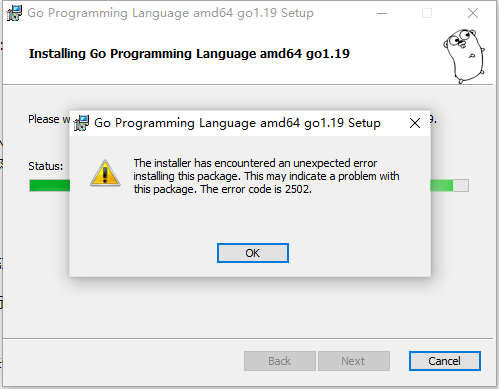 Go Programming Language amd64 go1.19 Setup
Installing Go Programming Language amd64 go1.19
Please w
9.
Go Programming Language amd64 go1.19 Setup
Status:
The installer has encountered an unexpected error
installing this package. This may indicate a problem with
this package. The error code is 2502.
OK
Back
Next
Cancel